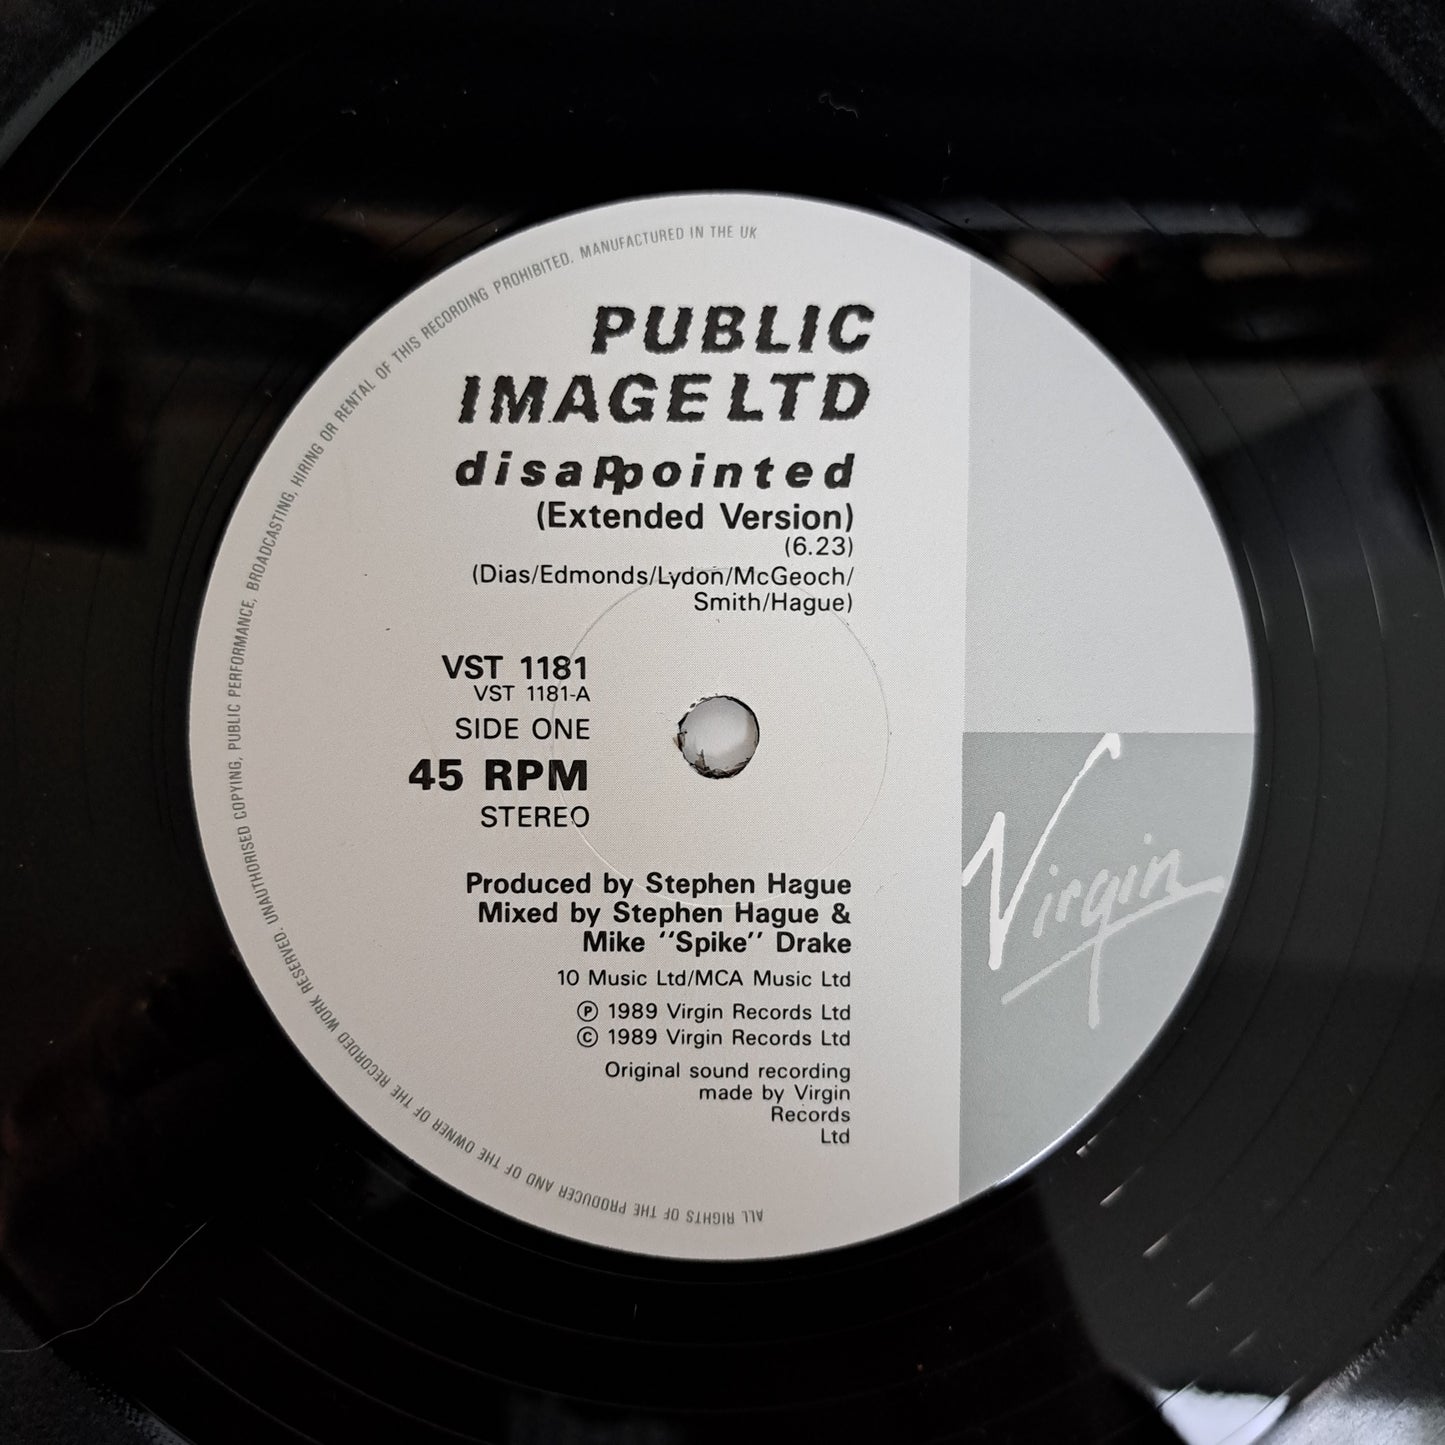 PUBLIC
IMAGE LTD
disaPpointed
(Extended Version)
(6.23)
(Dias/Edmonds/Lydon/McGeoch/
Smith/Hague)
VST 1181
VST 1181-A
SIDE ONE
45 RPM
STEREO
Produced by Stephen Hague
Mixed by Stephen Hague &
Mike "Spike" Drake
10 Music Ltd/MCA Music Ltd
Ⓟ 1989 Virgin Records Ltd
© 1989 Virgin Records Ltd
Original sound recording
made by Virgin
Records
Ltd
Virgin
ALL RIGHTS OF THE PRODUCER AND OF THE OWNER OF THE RECORDED WORK RESERVED. UNAUTHORISED COPYING, PUBLIC PERFORMANCE, BROADCASTING, HIRING OR RENTAL OF THIS RECORDING PROHIBITED. MANUFACTURED IN THE UK